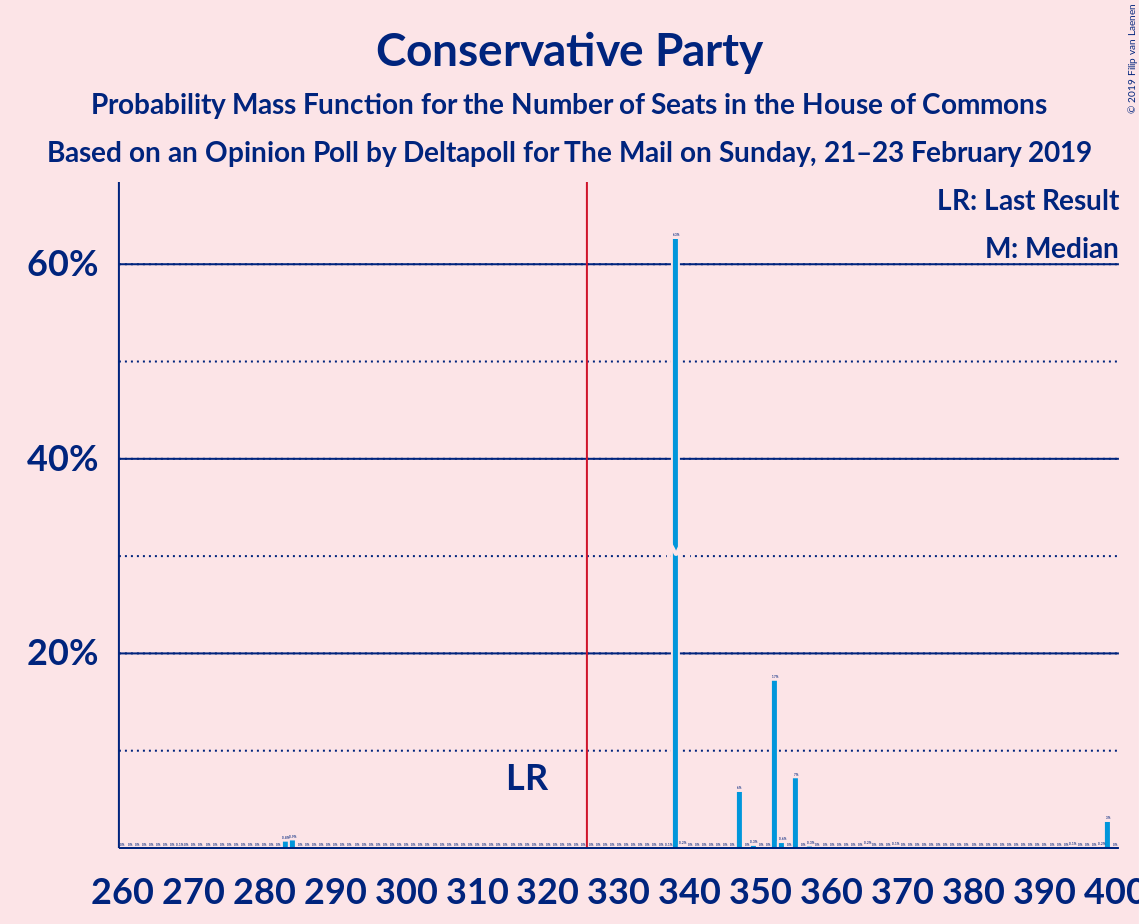 Conservative Party
Probability Mass Function for the Number of Seats in the House of Commons
Based on an Opinion Poll by Deltapoll for The Mail on Sunday, 21–23 February 2019
© 2019 Filip van Laenen
LR: Last Result
M: Median
60%
40%
20%
LR
260 270 280 290 300 310 320 330 340 350 360 370 380 390 400